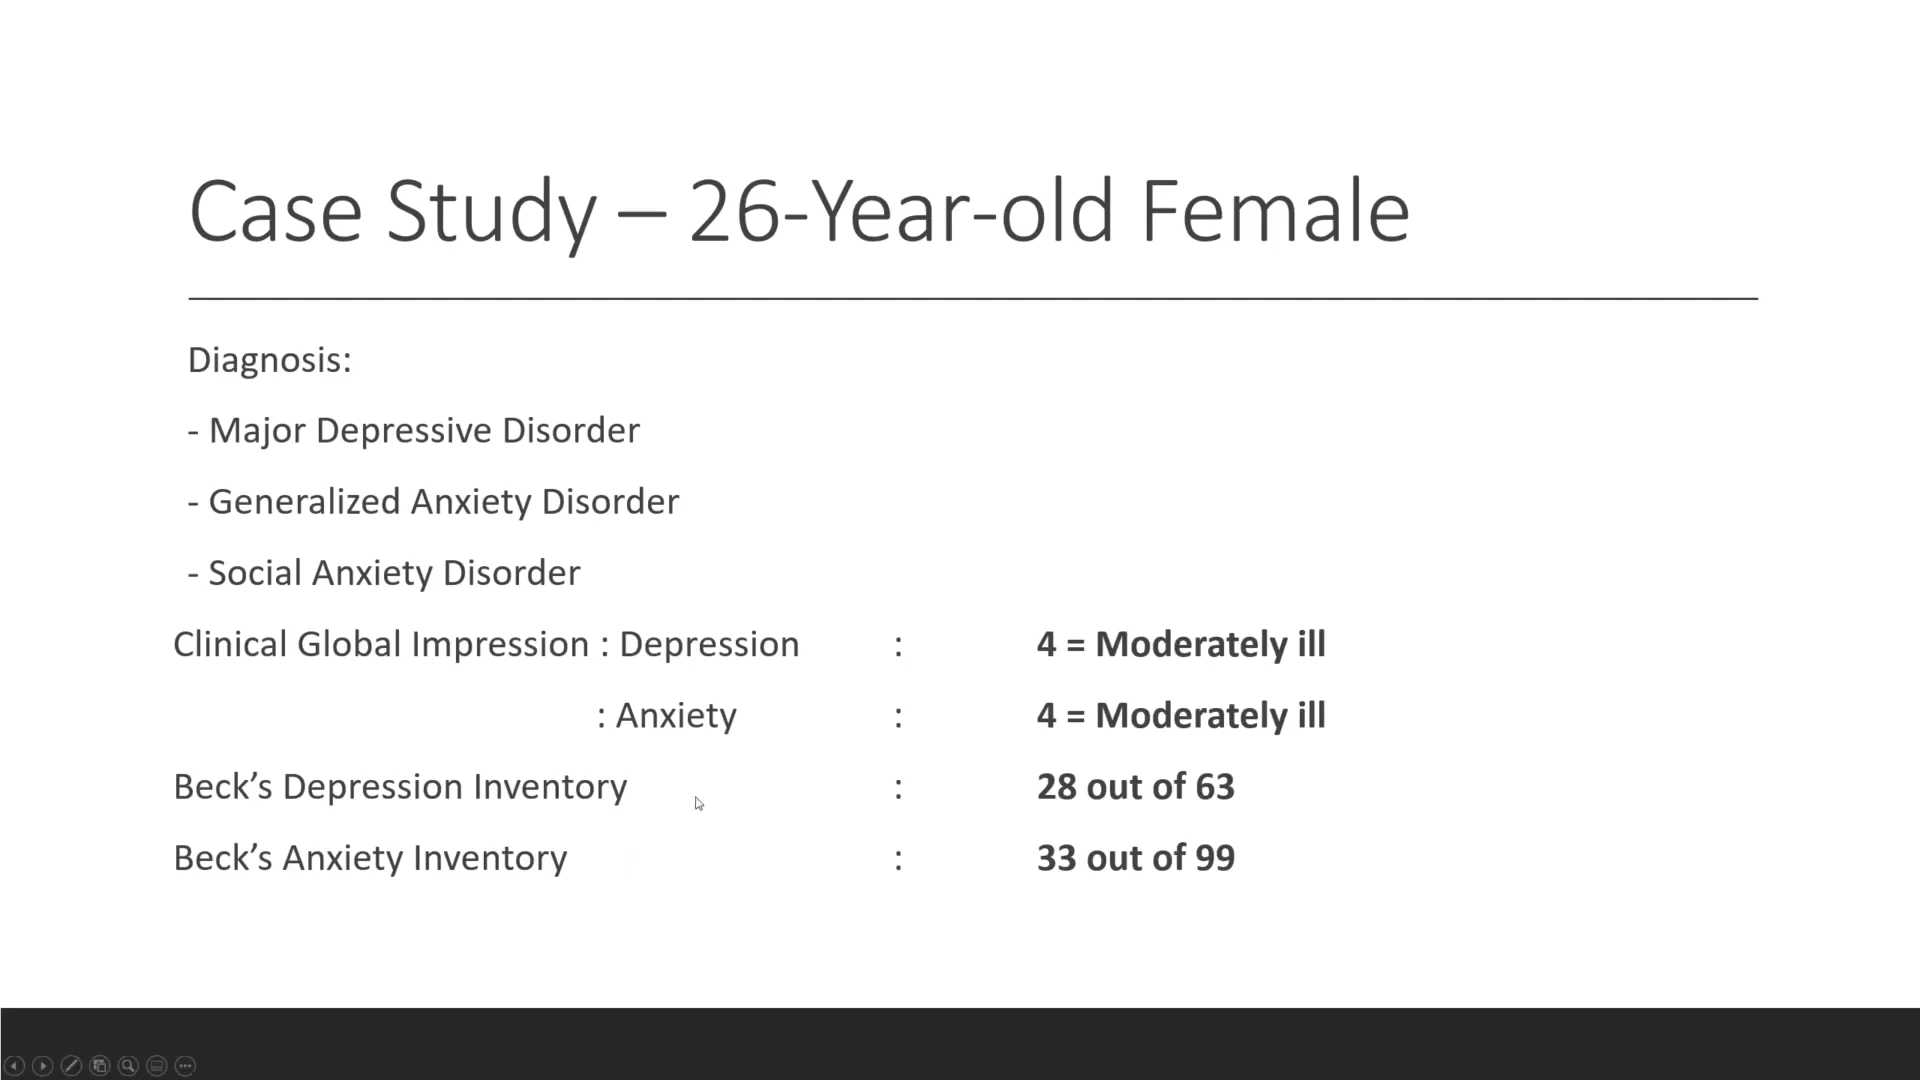 Case Study – 26-Year-old Female
Diagnosis:
- Major Depressive Disorder
- Generalized Anxiety Disorder
- Social Anxiety Disorder
Clinical Global Impression : Depression : 4 = Moderately ill
: Anxiety : 4 = Moderately ill
Beck’s Depression Inventory : 28 out of 63
Beck’s Anxiety Inventory : 33 out of 99